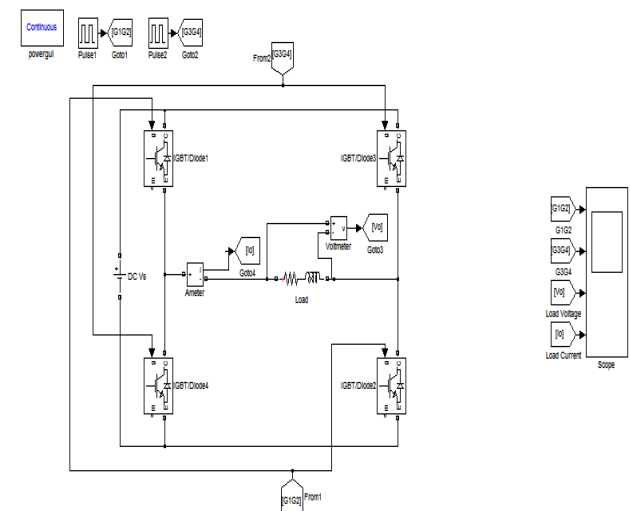 Continuous
powergui
Pulse1
[G1G2]
Goto1
Pulse2
[G3G4]
Goto2
From2
[G3G4]
g
C
E
IGBT/Diode1
g
C
E
IGBT/Diode3
+
DC Vs
+
-
i
Ameter
[Io]
Goto4
+
-
v
Voltmeter
[Vo]
Goto3
Load
g
C
E
IGBT/Diode4
g
C
E
IGBT/Diode2
[G1G2]
From1
[G1G2]
G1G2
[G3G4]
G3G4
[Vo]
Load Voltage
[Io]
Load Current
Scope